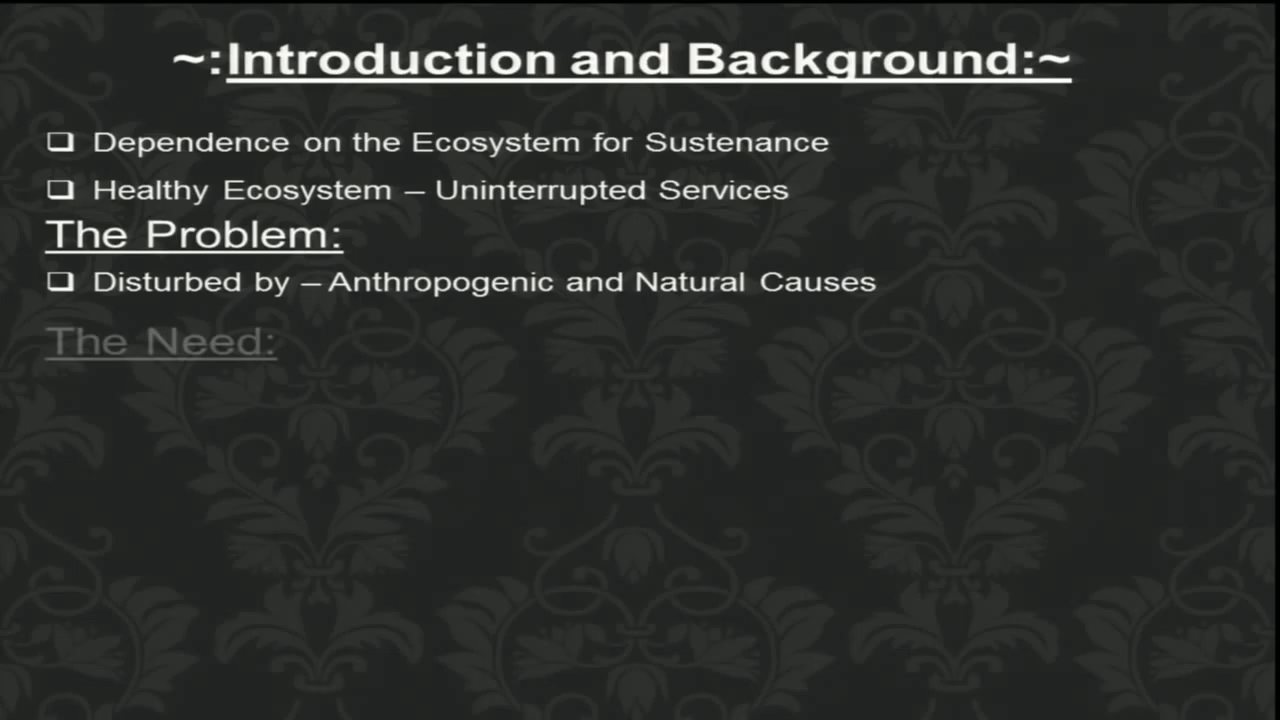 ~:Introduction and Background:~
❑ Dependence on the Ecosystem for Sustenance
❑ Healthy Ecosystem – Uninterrupted Services
The Problem:
❑ Disturbed by – Anthropogenic and Natural Causes
The Need: